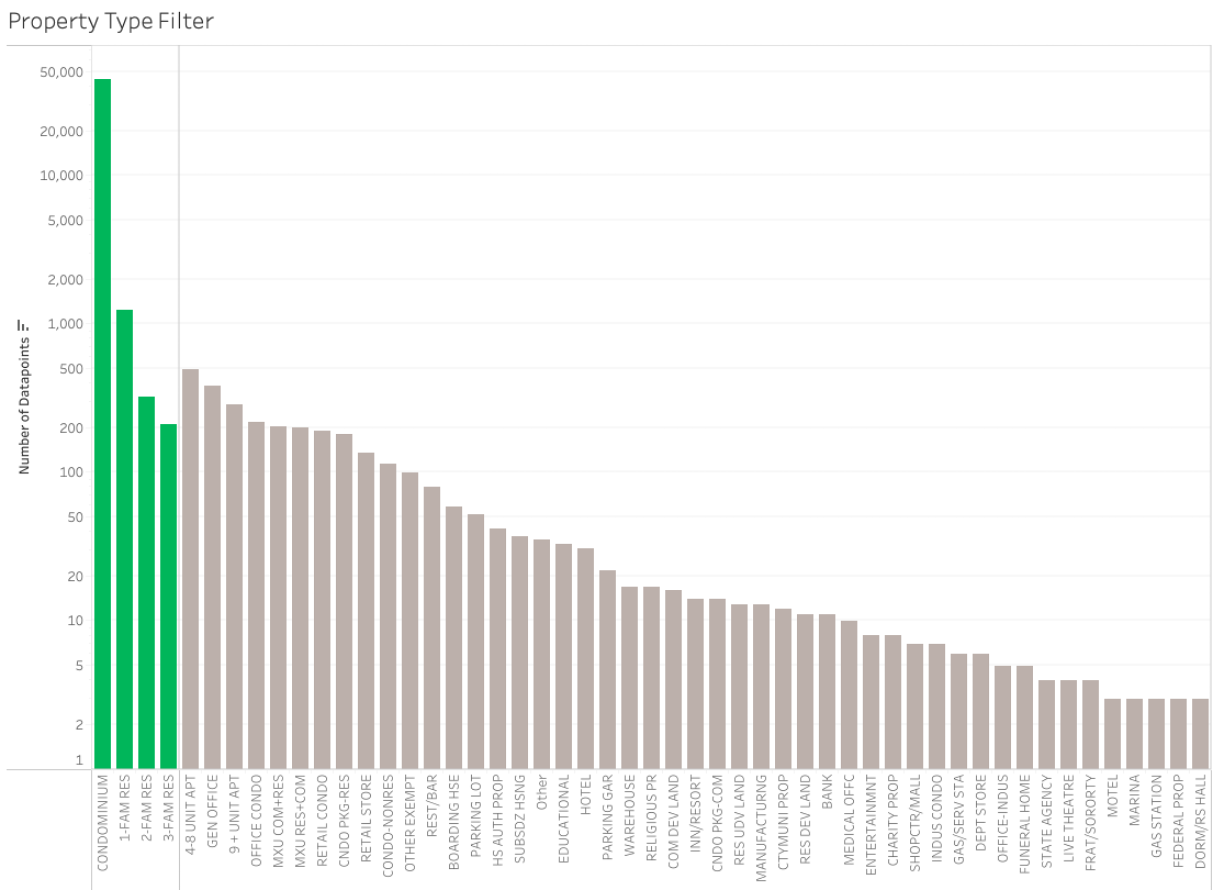 Property Type Filter
50,000
20,000
10,000
5,000
2,000
1,000
500
200
100
50
20
10
5
2
1
Number of Datapoints
CONDOMINIUM
1-FAM RES
2-FAM RES
3-FAM RES
4-8 UNIT APT
GEN OFFICE
9+ UNIT APT
OFFICE CONDO
MXU COM+RES
MXU RES+COM
RETAIL CONDO
CNDO PKG-RES
RETAIL STORE
CONDO-NONRES
OTHER EXEMPT
REST/BAR
BOARDING HSE
PARKING LOT
HS AUTH PROP
SUBSDZ HSNG
Other
EDUCATIONAL
HOTEL
PARKING GAR
WAREHOUSE
RELIGIOUS PR
COM DEV LAND
INN/RESORT
CNDO PKG-COM
RES UDV LAND
MANUFACTURNG
CTYMUNI PROP
RES DEV LAND
BANK
MEDICAL OFFC
ENTERTAINMNT
CHARITY PROP
SHOPCTR/MALL
INDUS CONDO
GAS/SERV STA
DEPT STORE
OFFICE-INDUS
FUNERAL HOME
STATE AGENCY
LIVE THEATRE
FRAT/SORORTY
MOTEL
MARINA
GAS STATION
FEDERAL PROP
DORM/RS HALL